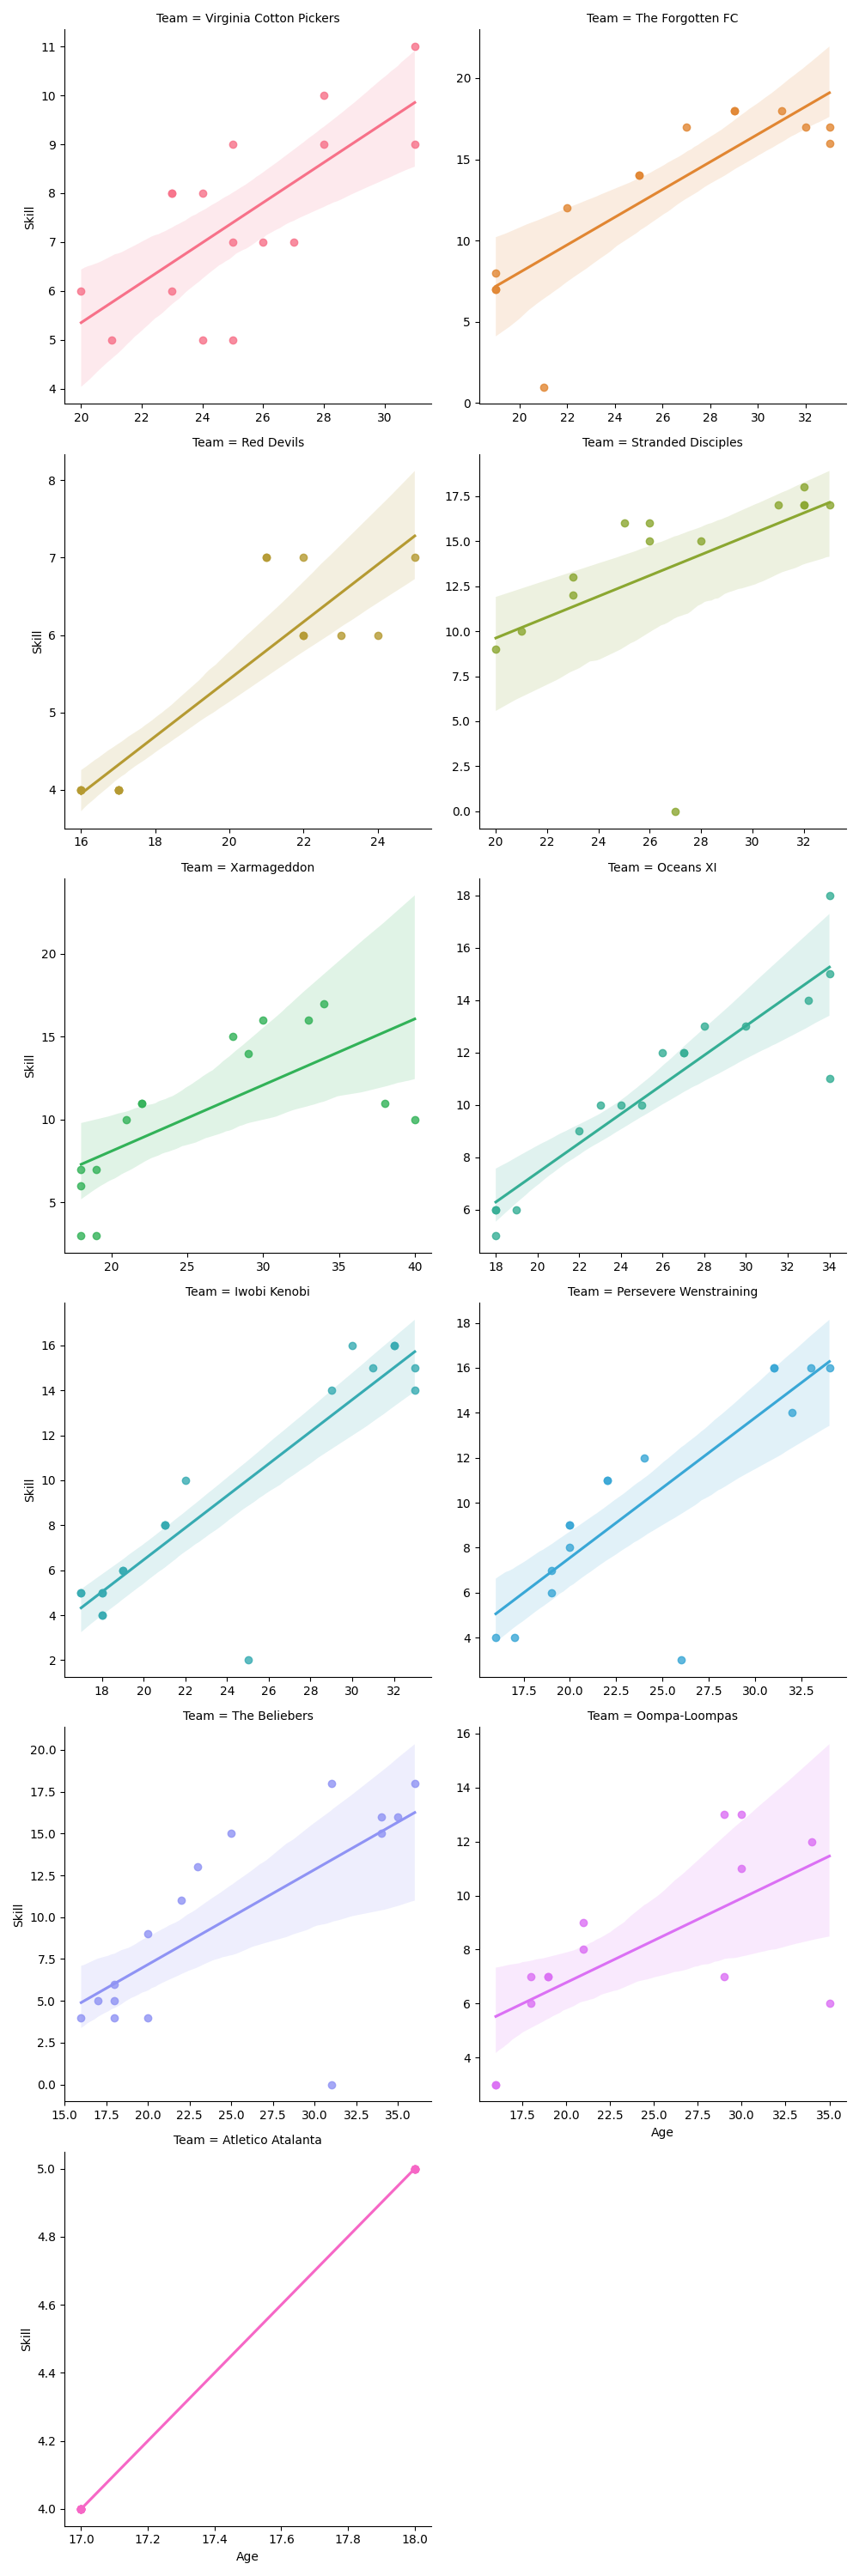 Team = Virginia Cotton Pickers
11
10
9
8
7
6
5
4
Skill
20 22 24 26 28 30
Team = The Forgotten FC
20
15
10
5
0
20 22 24 26 28 30 32
Team = Red Devils
8
7
6
5
4
Skill
16 18 20 22 24
Team = Stranded Disciples
17.5
15.0
12.5
10.0
7.5
5.0
2.5
0.0
20 22 24 26 28 30 32
Team = Xarmageddon
20
15
10
5
Skill
20 25 30 35 40
Team = Oceans XI
18
16
14
12
10
8
6
18 20 22 24 26 28 30 32 34
Team = Iwobi Kenobi
16
14
12
10
8
6
4
2
Skill
18 20 22 24 26 28 30 32
Team = Persevere Wenstraining
18
16
14
12
10
8
6
4
17.5 20.0 22.5 25.0 27.5 30.0 32.5
Team = The Beliebers
20.0
17.5
15.0
12.5
10.0
7.5
5.0
2.5
0.0
Skill
15.0 17.5 20.0 22.5 25.0 27.5 30.0 32.5 35.0
Team = Oompa-Loompas
16
14
12
10
8
6
4
17.5 20.0 22.5 25.0 27.5 30.0 32.5 35.0
Age
Team = Atletico Atalanta
5.0
4.8
4.6
4.4
4.2
4.0
Skill
17.0 17.2 17.4 17.6 17.8 18.0
Age